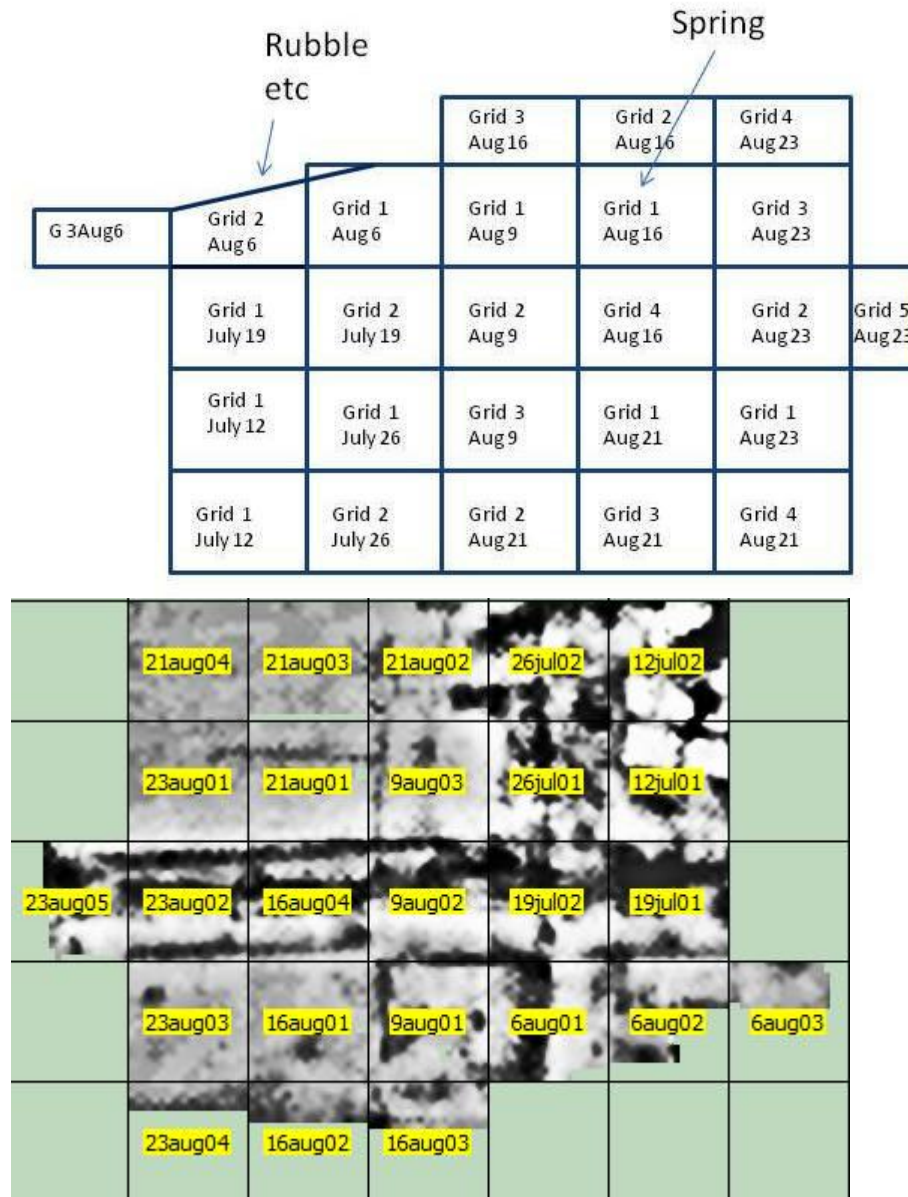 Rubble
etc
Spring
Grid 3
Aug 16
Grid 2
Aug 16
Grid 4
Aug 23
G 3Aug6
Grid 2
Aug 6
Grid 1
Aug 6
Grid 1
Aug 9
Grid 1
Aug 16
Grid 3
Aug 23
Grid 1
July 19
Grid 2
July 19
Grid 2
Aug 9
Grid 4
Aug 16
Grid 2
Aug 23
Grid 5
Aug 23
Grid 1
July 12
Grid 1
July 26
Grid 3
Aug 9
Grid 1
Aug 21
Grid 1
Aug 23
Grid 1
July 12
Grid 2
July 26
Grid 2
Aug 21
Grid 3
Aug 21
Grid 4
Aug 21
21aug04 21aug03 21aug02 26jul02 12jul02
23aug01 21aug01 9aug03 26jul01 12jul01
23aug05 23aug02 16aug04 9aug02 19jul02 19jul01
23aug03 16aug01 9aug01 6aug01 6aug02 6aug03
23aug04 16aug02 16aug03